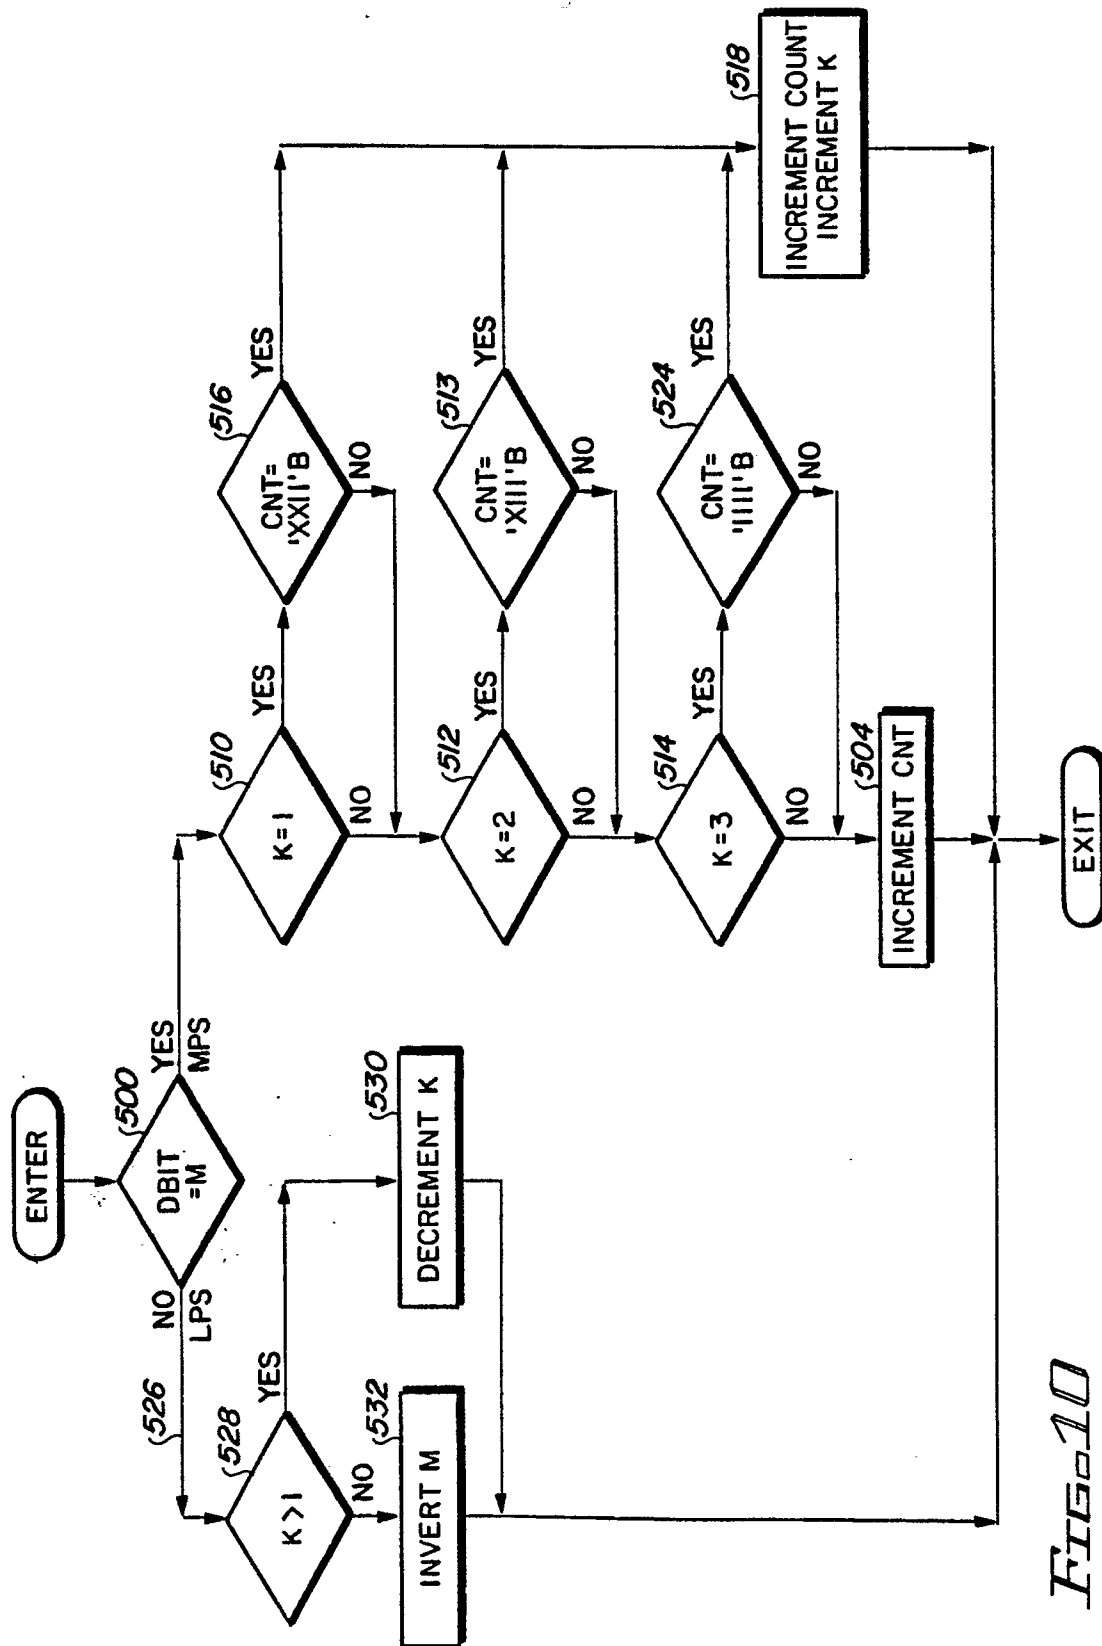 ENTER
500
DBIT
=M
YES
MPS
NO
LPS
526
528
K>1
YES
NO
532
INVERT M
530
DECREMENT K
510
K=1
YES
NO
516
CNT=
'XX11'B
YES
NO
512
K=2
YES
NO
513
CNT=
'X111'B
YES
NO
514
K=3
YES
NO
524
CNT=
'1111'B
YES
NO
504
INCREMENT CNT
518
INCREMENT COUNT
INCREMENT K
EXIT
FIG.10